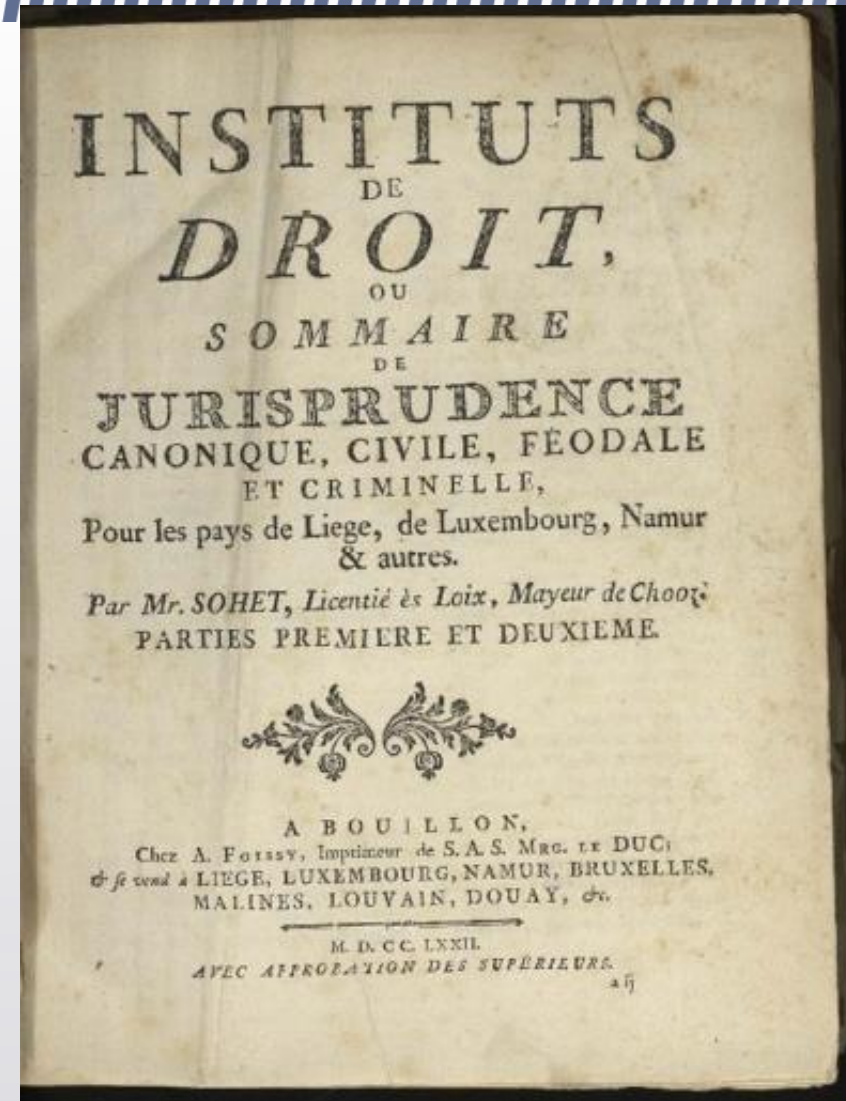 INSTITUTS
DE
DROIT,
OU
SOMMAIRE
DE
JURISPRUDENCE
CANONIQUE, CIVILE, FÉODALE
ET CRIMINELLE,
Pour les pays de Liege, de Luxembourg, Namur
& autres.
Par Mr. SOHET, Licentié ès Loix, Mayeur de Chooz.
PARTIES PREMIERE ET DEUXIEME.
A BOUILLON,
Chez A. FOISSY, Imprimeur de S. A. S. MRG. LE DUC;
& se vend à LIEGE, LUXEMBOURG, NAMUR, BRUXELLES,
MALINES, LOUVAIN, DOUAY, &c.
M. D. CC. LXXII.
AVEC APPROBATION DES SUPÉRIEURS.
a ij